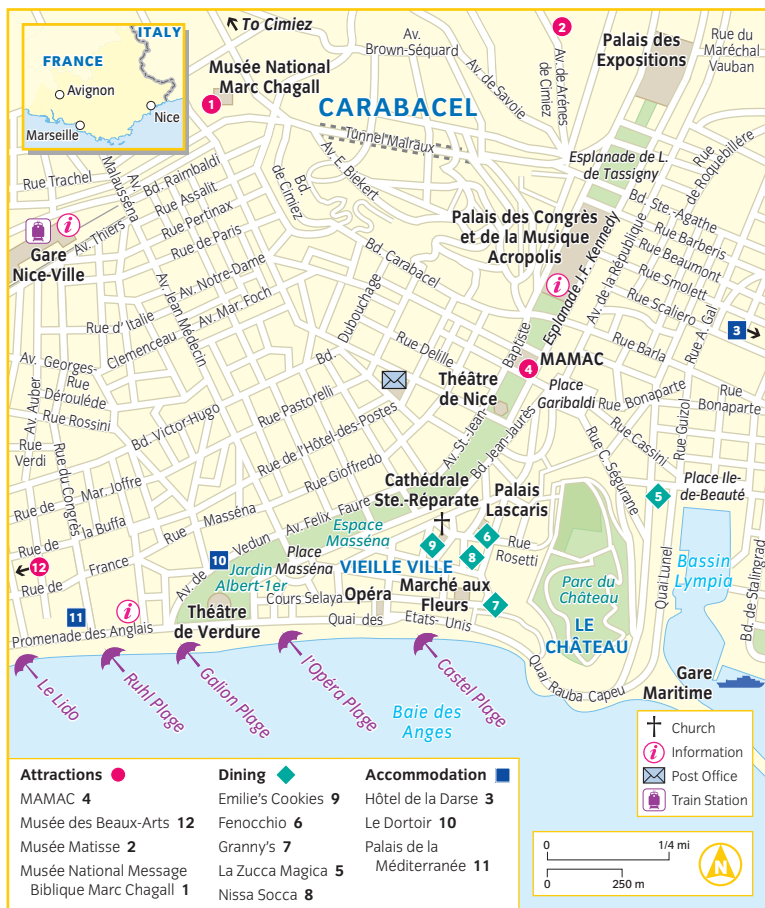 ITALY
FRANCE
Avignon
Nice
Marseille
To Cimiez
Musée National
Marc Chagall
1
CARABACEL
Av.
Brown-Séquard
Av. de Savoie
2
Av. de Arènes
de Cimiez
Palais des
Expositions
Rue du
Maréchal
Vauban
Tunnel Malraux
Esplanade de L.
de Tassigny
Rue
de Roquebillère
Rue Trachel
Av.
Malausséna
Bd. Raimbaldi
Rue Assalit
Rue Pertinax
Rue de Paris
Av. Thiers
i
Gare
Nice-Ville
Bd.
de Cimiez
Av. E. Biekert
Palais des Congrès
et de la Musique
Acropolis
i
Bd. Ste.-Agathe
Rue Barberis
Rue Beaumont
Rue Smolett
Rue Scaliero
Av. de la République
Esplanade J.F. Kennedy
Bd. Carabacel
Av. Notre-Dame
Av. Jean Médecin
Av. Mar. Foch
Rue d'Italie
Clemenceau
Bd.
Dubouchage
Rue Delille
Baptiste
MAMAC
4
Rue Barla
Rue A. Gal
3
Av. Georges-
Rue
Déroulède
Rue Rossini
Av. Auber
Rue
Verdi
Rue du Congrès
Bd. Victor-Hugo
Rue Pastorelli
Rue de l'Hôtel-des-Postes
Rue Gioffredo
Théâtre
de Nice
Av. St.-Jean-
Bd. Jean-Jaurès
Place
Garibaldi
Rue Bonaparte
Rue
Bonaparte
Rue Cassini
Rue Guizol
Rue C. Ségurane
5
Place Ile-
de-Beauté
Rue de
Mar. Joffre
Rue de
la Buffa
Rue
Masséna
Rue de
France
12
Rue de
Av. Felix Faure
Espace
Masséna
Cathédrale
Ste.-Réparate
Palais
Lascaris
9
6
8
Rue
Rosetti
VIEILLE VILLE
10
Av. de
Vedun
Jardin
Albert-1er
Place
Masséna
Théâtre
de Verdure
Cours Selaya
Opéra
Marché aux
Fleurs
7
Parc du
Château
LE
CHÂTEAU
Quai Lunel
Bassin
Lympia
Bd. de Stalingrad
11
i
Promenade des Anglais
Quai des
Etats- Unis
Quai Rauba Capeu
Gare
Maritime
Le Lido
Ruhl Plage
Galion Plage
l'Opéra Plage
Castel Plage
Baie des
Anges
Church
i Information
Post Office
Train Station
Attractions
MAMAC 4
Musée des Beaux-Arts 12
Musée Matisse 2
Musée National Message
Biblique Marc Chagall 1
Dining
Emilie's Cookies 9
Fenocchio 6
Granny's 7
La Zucca Magica 5
Nissa Socca 8
Accommodation
Hôtel de la Darse 3
Le Dortoir 10
Palais de la
Méditerranée 11
0 1/4 mi
0 250 m
N